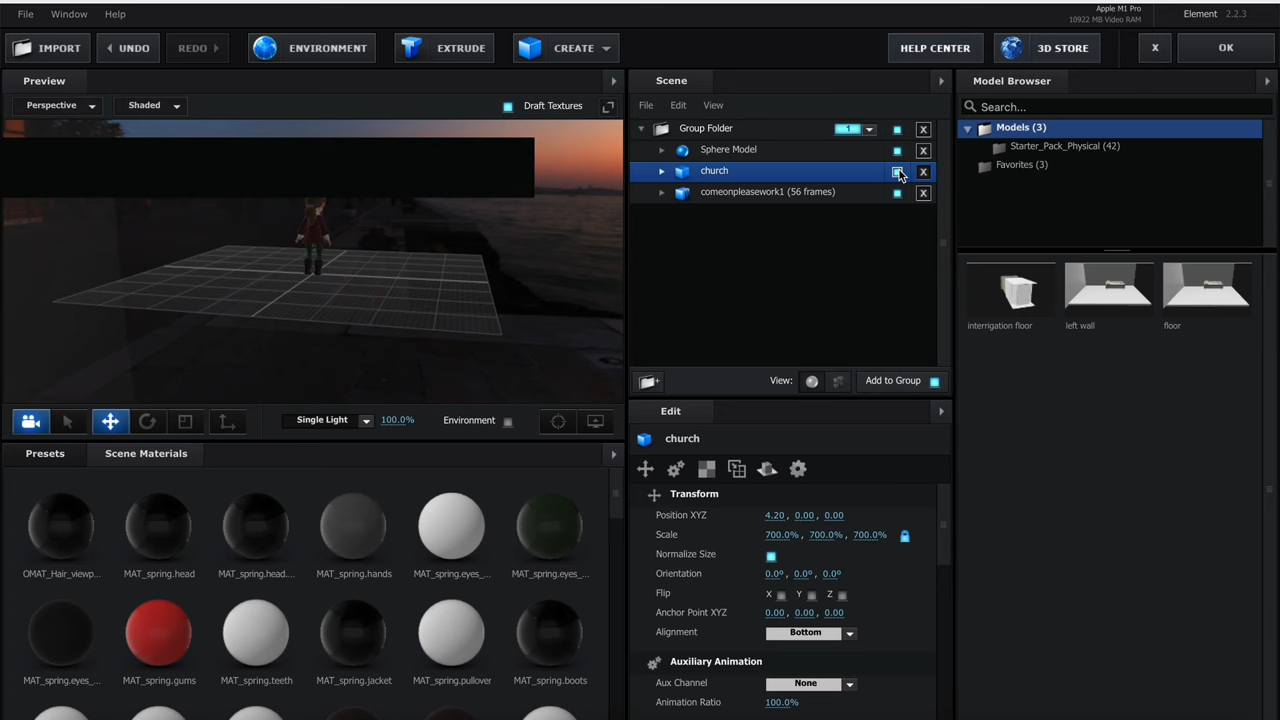 Apple M1 Pro
File Window Help
10922 MB Video RAM
Element 2.2.3
IMPORT UNDO REDO ENVIRONMENT EXTRUDE CREATE HELP CENTER 3D STORE X OK
Preview
Perspective Shaded Draft Textures
Single Light 100.0% Environment
Presets Scene Materials
OMAT_Hair_viewp... MAT_spring.head MAT_spring.head.... MAT_spring.hands MAT_spring.eyes_... MAT_spring.eyes_...
MAT_spring.eyes_... MAT_spring.gums MAT_spring.teeth MAT_spring.jacket MAT_spring.pullover MAT_spring.boots
Scene
File Edit View
Group Folder 1 X
Sphere Model X
church X
comeonpleasework1 (56 frames) X
View: Add to Group
Edit
church
Transform
Position XYZ 4.20, 0.00, 0.00
Scale 700.0%, 700.0%, 700.0%
Normalize Size
Orientation 0.0º, 0.0º, 0.0º
Flip X Y Z
Anchor Point XYZ 0.00, 0.00, 0.00
Alignment Bottom
Auxiliary Animation
Aux Channel None
Animation Ratio 100.0%
Model Browser
Search...
Models (3)
Starter_Pack_Physical (42)
Favorites (3)
interrigation floor left wall floor